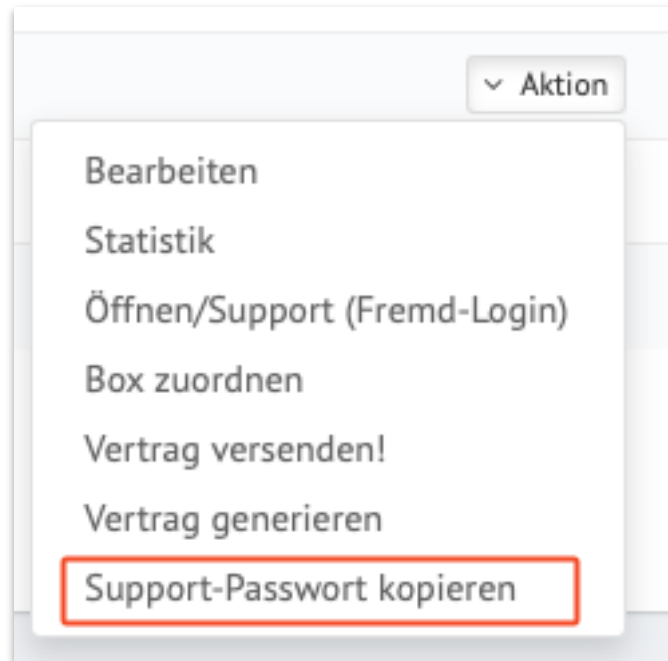 Aktion
Bearbeiten
Statistik
Öffnen/Support (Fremd-Login)
Box zuordnen
Vertrag versenden!
Vertrag generieren
Support-Passwort kopieren